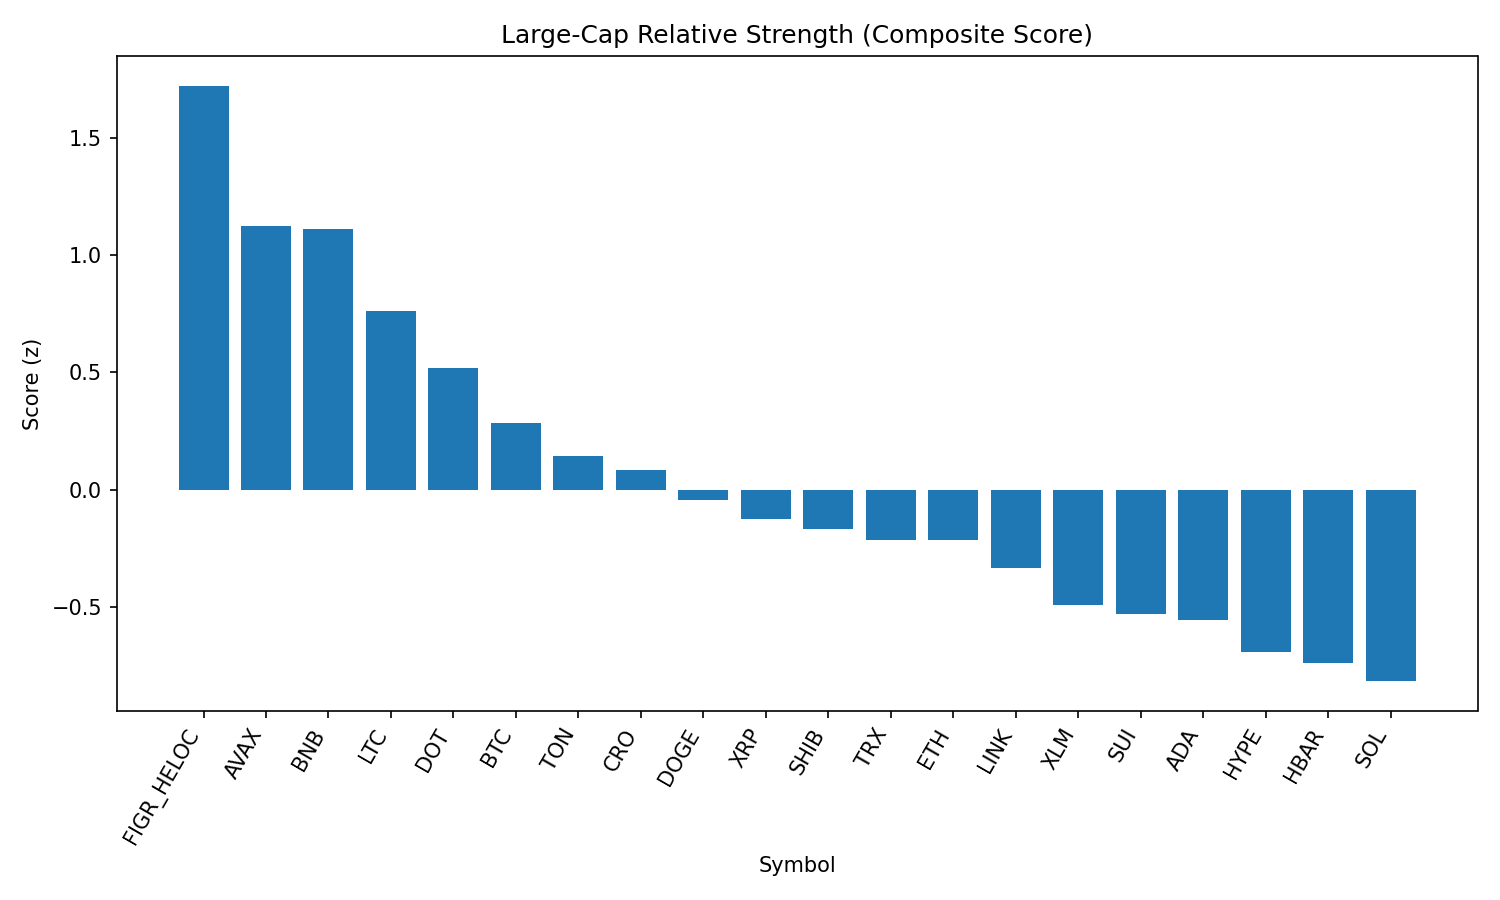 Large-Cap Relative Strength (Composite Score)
Score (z)
1.5
1.0
0.5
0.0
−0.5
FIGR_HELOC
AVAX
BNB
LTC
DOT
BTC
TON
CRO
DOGE
XRP
SHIB
TRX
ETH
LINK
XLM
SUI
ADA
HYPE
HBAR
SOL
Symbol